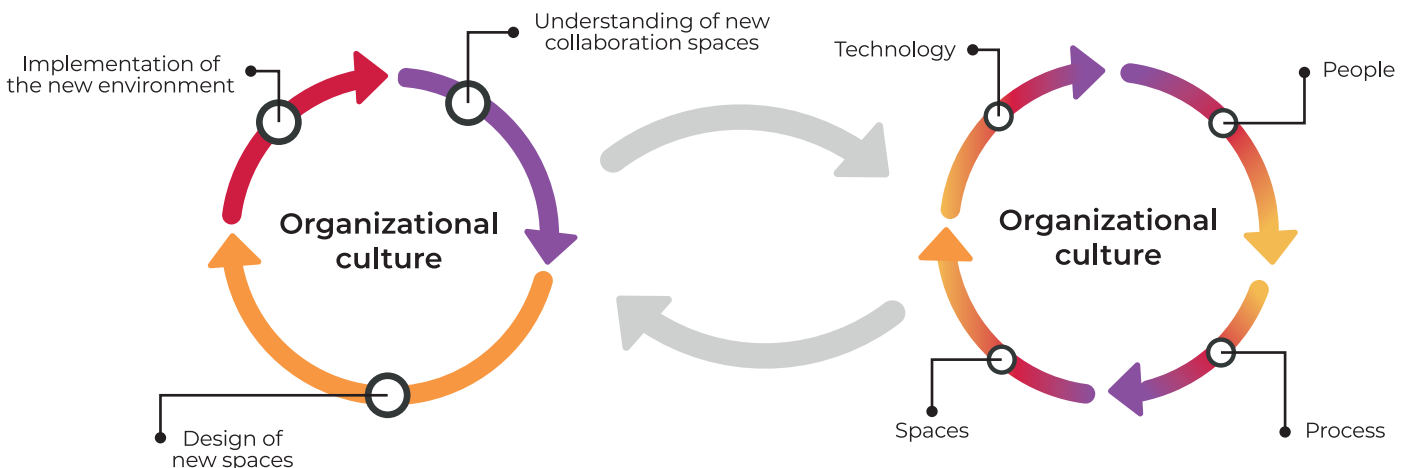 Understanding of new
collaboration spaces
Implementation of
the new environment
Organizational
culture
Design of
new spaces
Technology
People
Organizational
culture
Spaces
Process